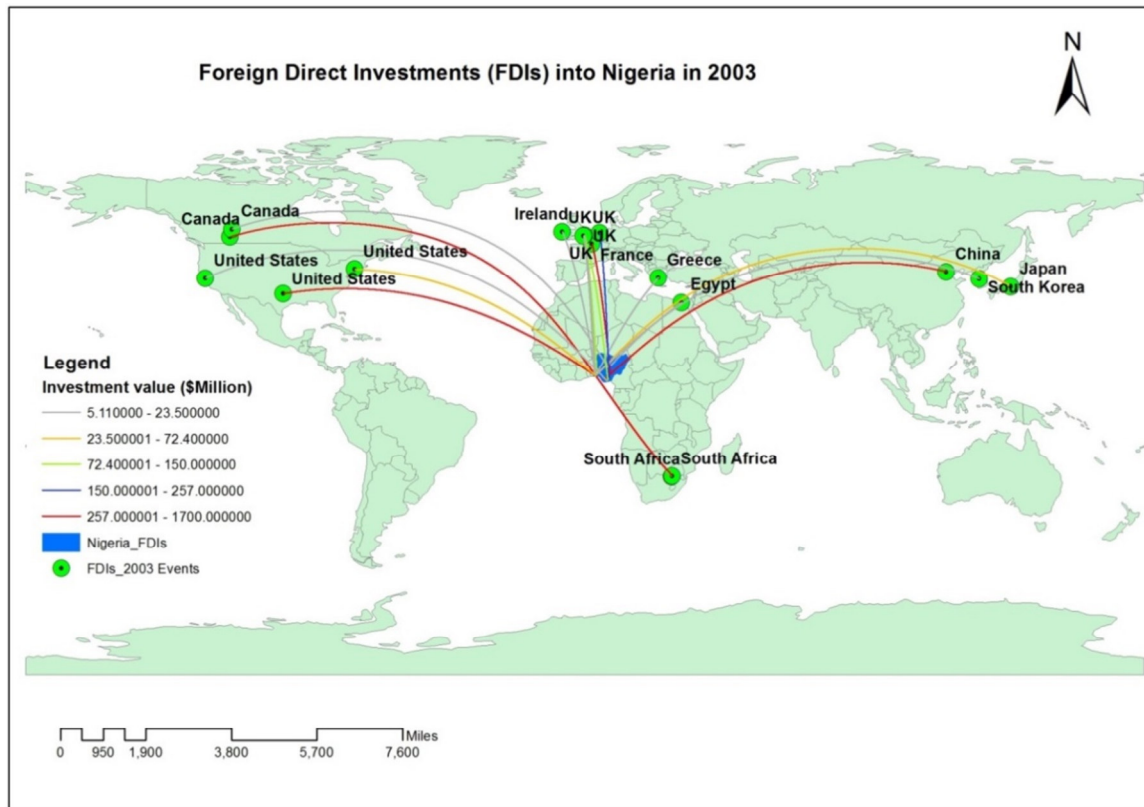 N
Foreign Direct Investments (FDIs) into Nigeria in 2003
Canada
Canada
Ireland
UK
UK
UK
UK
France
United States
United States
United States
Greece
Egypt
China
Japan
South Korea
South Africa
South Africa
Legend
Investment value ($Million)
5.110000 - 23.500000
23.500001 - 72.400000
72.400001 - 150.000000
150.000001 - 257.000000
257.000001 - 1700.000000
Nigeria_FDIs
FDIs_2003 Events
Miles
0 950 1,900 3,800 5,700 7,600